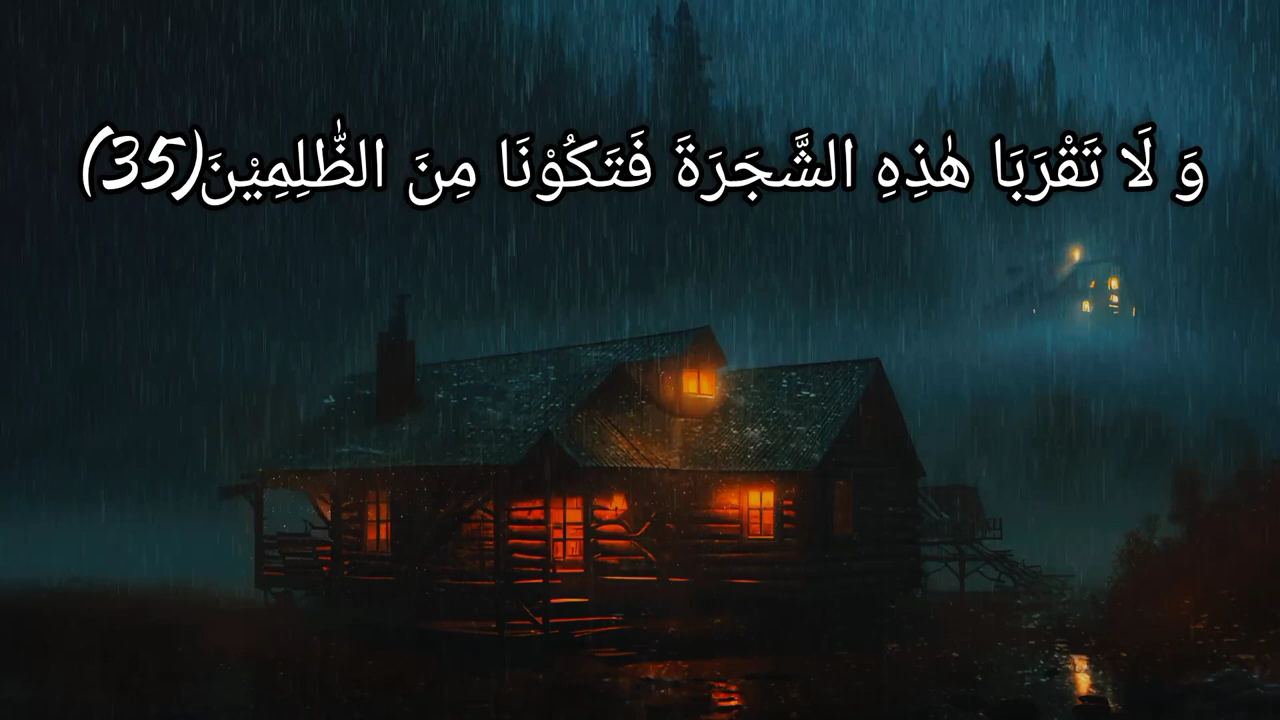 وَ لَا تَقْرَبَا هٰذِهِ الشَّجَرَةَ فَتَكُوْنَا مِنَ الظّٰلِمِیْنَ(35)